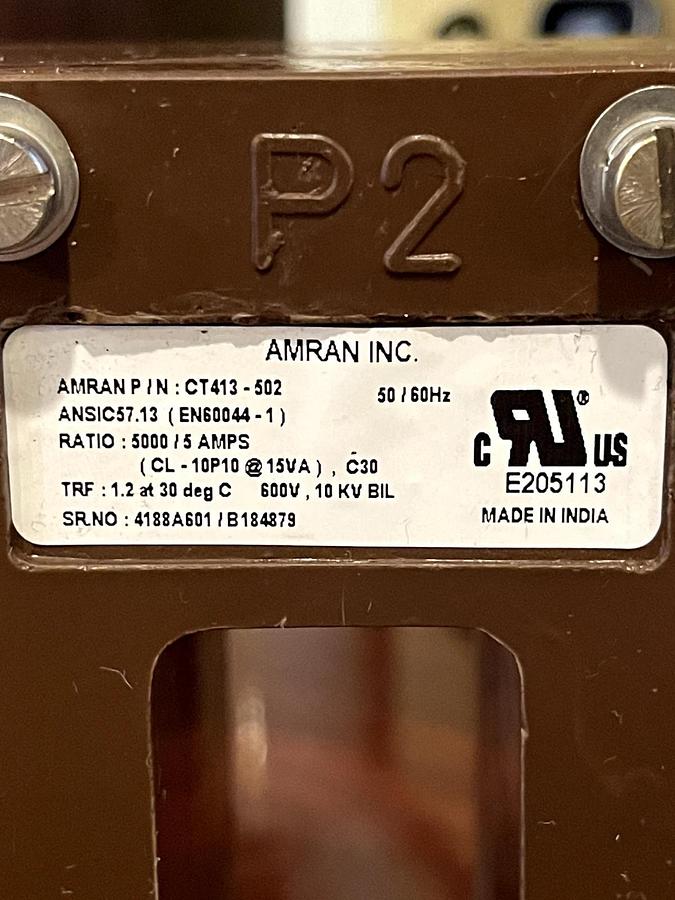 P2
AMRAN INC.
AMRAN P / N : CT413 - 502
50 / 60Hz
ANSIC57.13 ( EN60044 - 1 )
RATIO : 5000 / 5 AMPS
( CL - 10P10 @ 15VA ) , C30
TRF : 1.2 at 30 deg C 600V , 10 KV BIL
SR.NO : 4188A601 / B184879
C RU ® US
E205113
MADE IN INDIA